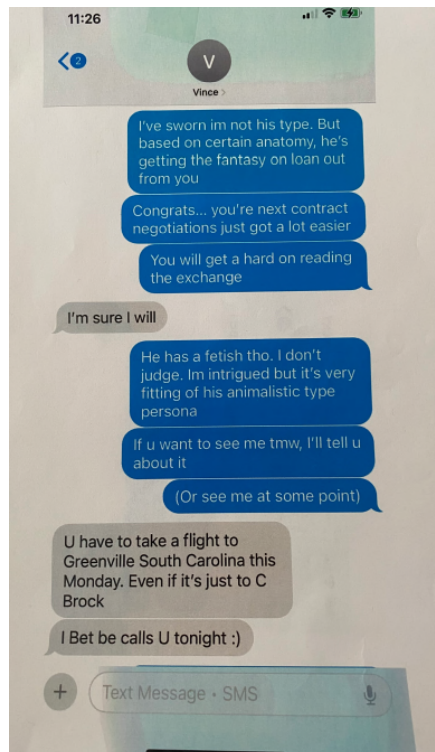 11:26
2
V
Vince >
I've sworn im not his type. But
based on certain anatomy, he's
getting the fantasy on loan out
from you
Congrats... you're next contract
negotiations just got a lot easier
You will get a hard on reading
the exchange
I'm sure I will
He has a fetish tho. I don't
judge. Im intrigued but it's very
fitting of his animalistic type
persona
If u want to see me tmw, I'll tell u
about it
(Or see me at some point)
U have to take a flight to
Greenville South Carolina this
Monday. Even if it's just to C
Brock
I Bet be calls U tonight :)
+ Text Message • SMS